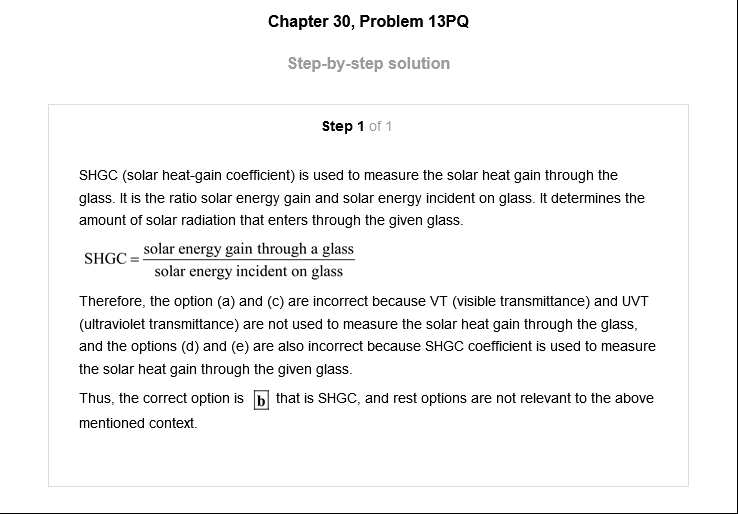 Chapter 30, Problem 13PQ
Step-by-step solution
Step 1 of 1
SHGC (solar heat-gain coefficient) is used to measure the solar heat gain through the
glass. It is the ratio solar energy gain and solar energy incident on glass. It determines the
amount of solar radiation that enters through the given glass.
SHGC = solar energy gain through a glass
solar energy incident on glass
Therefore, the option (a) and (c) are incorrect because VT (visible transmittance) and UVT
(ultraviolet transmittance) are not used to measure the solar heat gain through the glass,
and the options (d) and (e) are also incorrect because SHGC coefficient is used to measure
the solar heat gain through the given glass.
Thus, the correct option is b that is SHGC, and rest options are not relevant to the above
mentioned context.